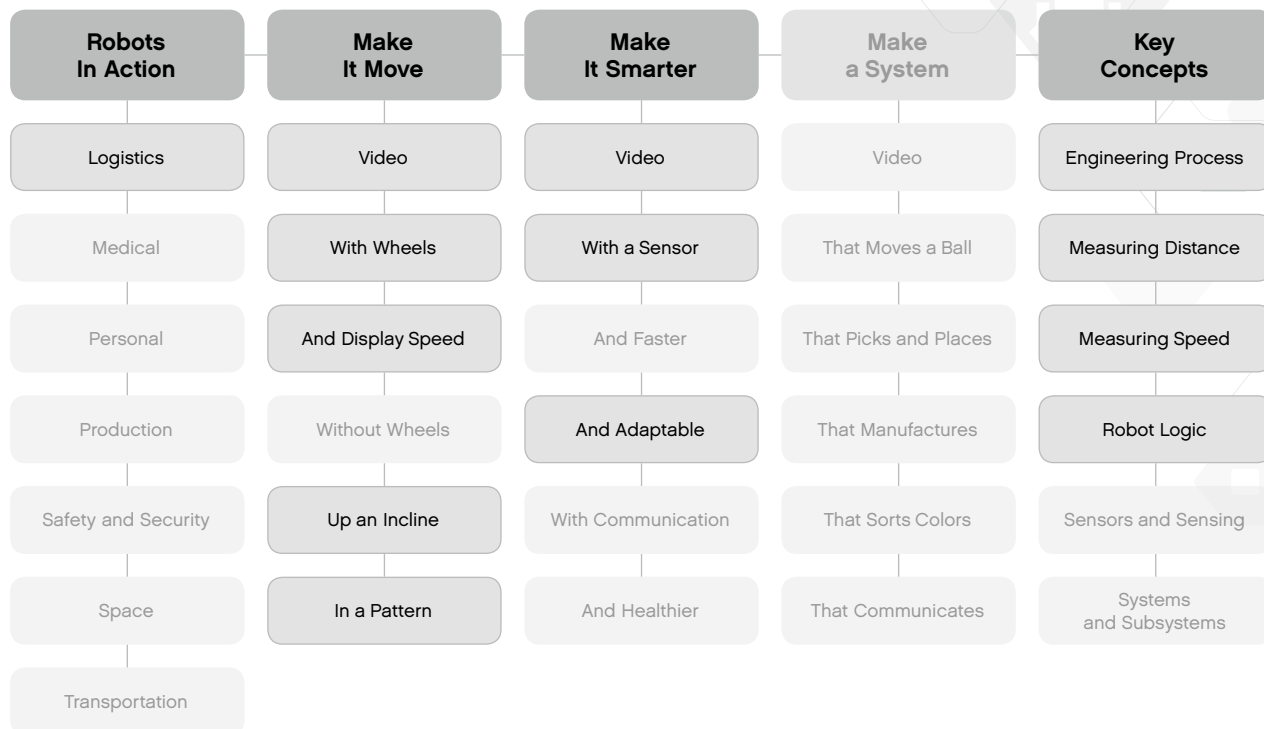 Robots
In Action
Make
It Move
Make
It Smarter
Make
a System
Key
Concepts
Logistics
Video
Video
Video
Engineering Process
Medical
With Wheels
With a Sensor
That Moves a Ball
Measuring Distance
Personal
And Display Speed
And Faster
That Picks and Places
Measuring Speed
Production
Without Wheels
And Adaptable
That Manufactures
Robot Logic
Safety and Security
Up an Incline
With Communication
That Sorts Colors
Sensors and Sensing
Space
In a Pattern
And Healthier
That Communicates
Systems
and Subsystems
Transportation